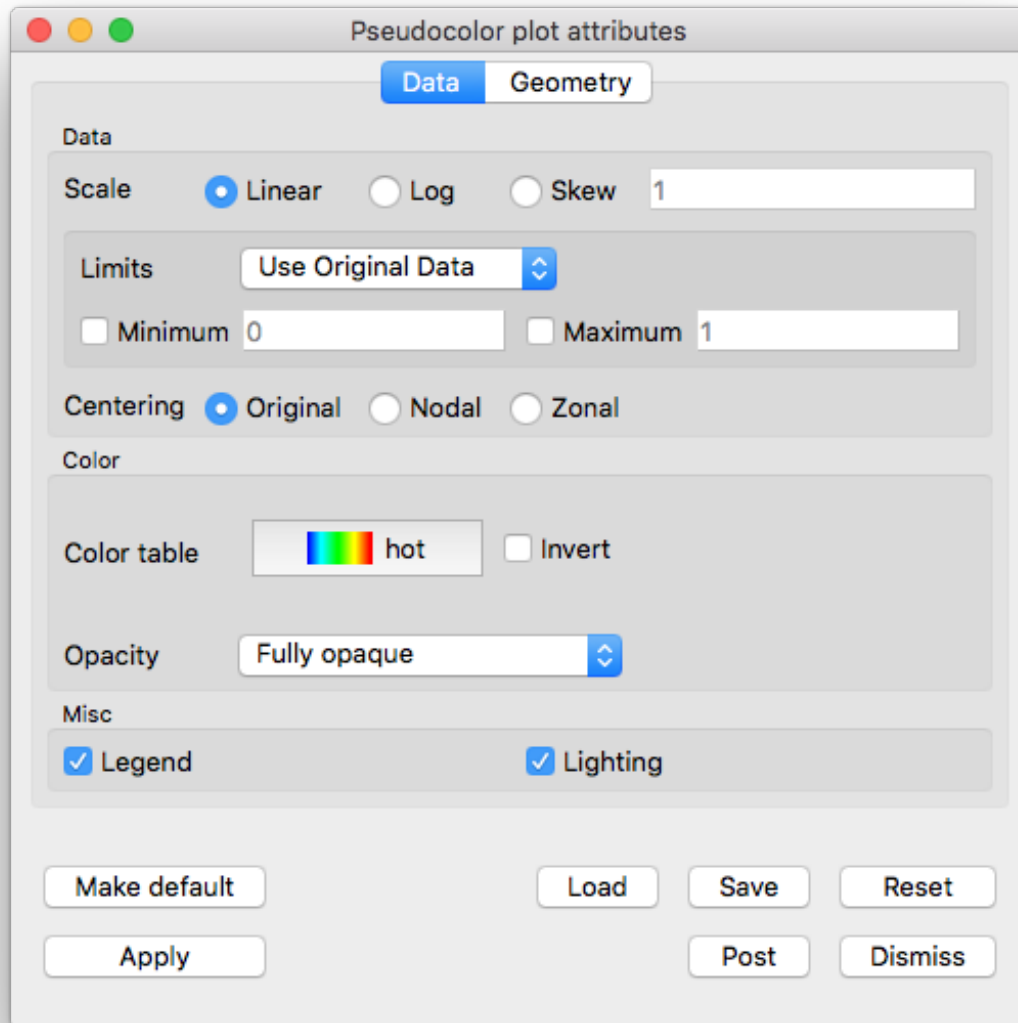 Pseudocolor plot attributes
Data Geometry
Data
Scale Linear Log Skew 1
Limits Use Original Data
Minimum 0 Maximum 1
Centering Original Nodal Zonal
Color
Color table hot Invert
Opacity Fully opaque
Misc
Legend Lighting
Make default Load Save Reset
Apply Post Dismiss